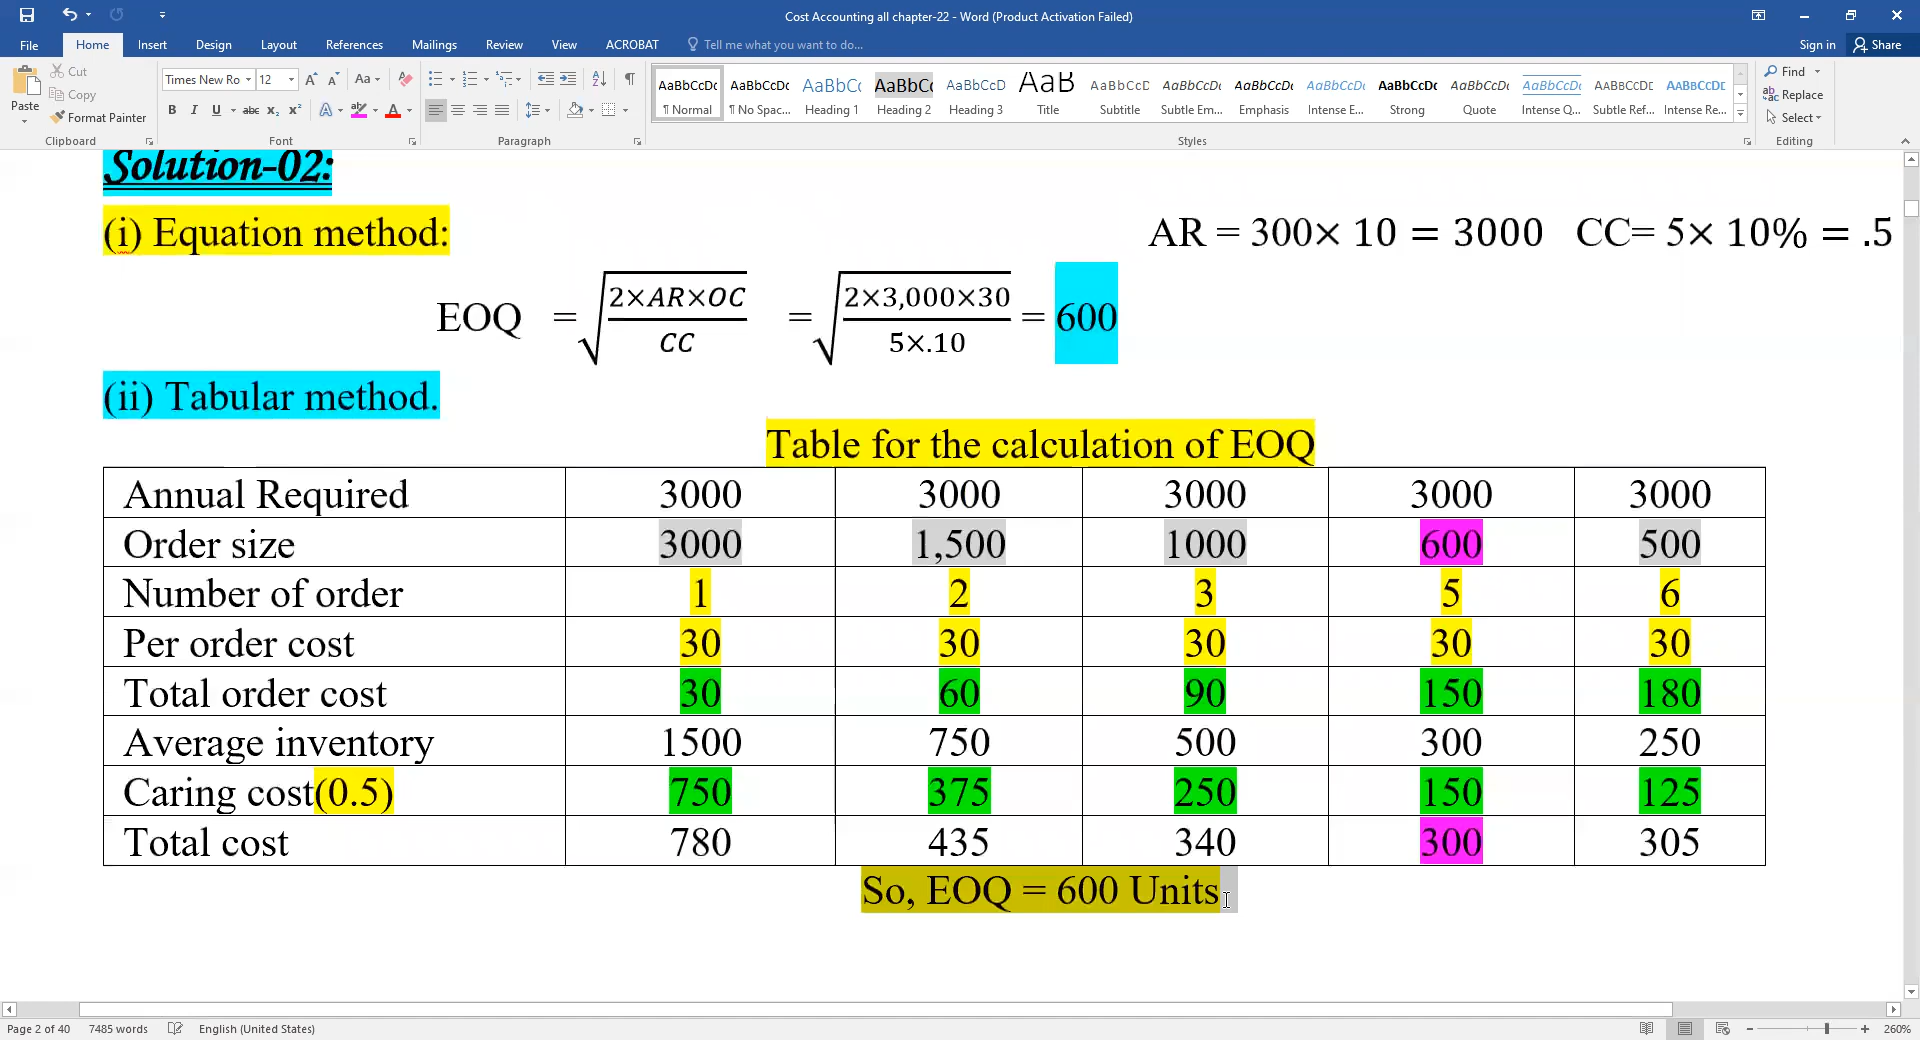 Cost Accounting all chapter-22 - Word (Product Activation Failed)
File Home Insert Design Layout References Mailings Review View ACROBAT Tell me what you want to do... Sign in Share
Paste
Cut
Copy
Format Painter
Clipboard
Times New Ro 12
Font
Paragraph
AaBbCcDc AaBbCcDc AaBbCc AaBbCc AaBbCcD AaB AaBbCcD AaBbCcDc AaBbCcDc AaBbCcDc AaBbCcDc AaBbCcDc AaBbCcDc AABBCCDE AABBCCDE
¶ Normal ¶ No Spac... Heading 1 Heading 2 Heading 3 Title Subtitle Subtle Em... Emphasis Intense E... Strong Quote Intense Q... Subtle Ref... Intense Re...
Styles
Find
Replace
Select
Editing
Solution-02:
(i) Equation method: AR = 300× 10 = 3000 CC= 5× 10% = .5
EOQ = √(2×AR×OC / CC) = √(2×3,000×30 / 5×.10) = 600
(ii) Tabular method.
Table for the calculation of EOQ
Annual Required 3000 3000 3000 3000 3000
Order size 3000 1,500 1000 600 500
Number of order 1 2 3 5 6
Per order cost 30 30 30 30 30
Total order cost 30 60 90 150 180
Average inventory 1500 750 500 300 250
Caring cost(0.5) 750 375 250 150 125
Total cost 780 435 340 300 305
So, EOQ = 600 Units
Page 2 of 40 7485 words English (United States) 260%